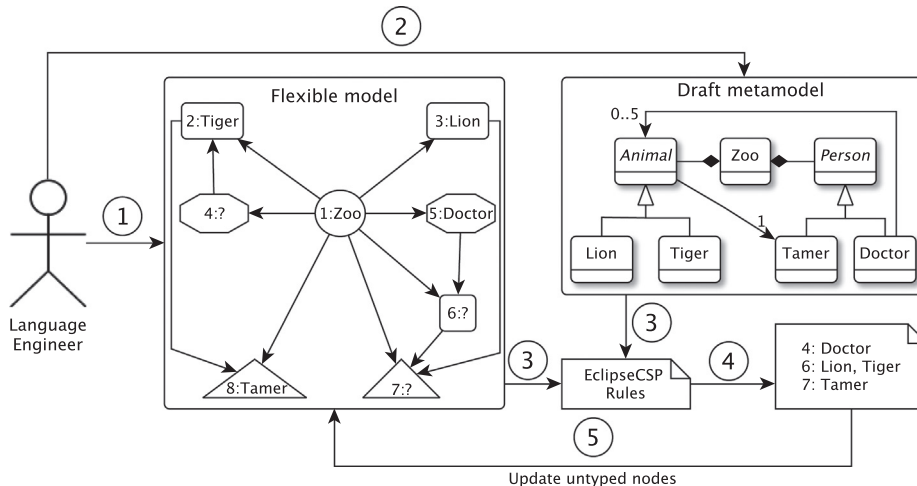 2
Flexible model
2:Tiger
3:Lion
4:?
1:Zoo
5:Doctor
6:?
8:Tamer
7:?
1
Language
Engineer
Draft metamodel
0..5
Animal
Zoo
Person
1
Lion
Tiger
Tamer
Doctor
3
3
EclipseCSP
Rules
4
4: Doctor
6: Lion, Tiger
7: Tamer
5
Update untyped nodes